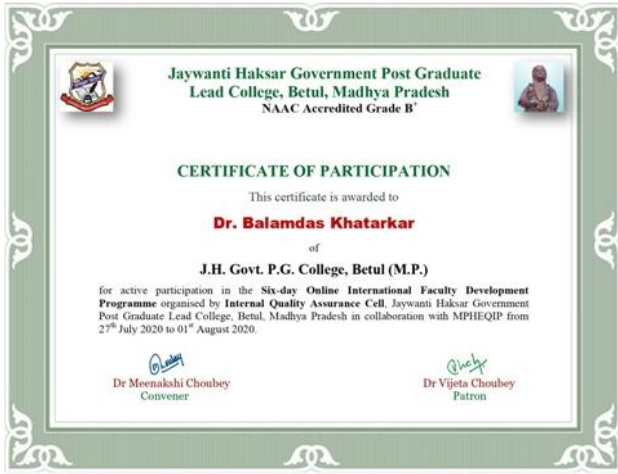 Jaywanti Haksar Government Post Graduate
Lead College, Betul, Madhya Pradesh
NAAC Accredited Grade B+
CERTIFICATE OF PARTICIPATION
This certificate is awarded to
Dr. Balamdas Khatarkar
of
J.H. Govt. P.G. College, Betul (M.P.)
for active participation in the Six-day Online International Faculty Development
Programme organised by Internal Quality Assurance Cell, Jaywanti Haksar Government
Post Graduate Lead College, Betul, Madhya Pradesh in collaboration with MPHEQIP from
27th July 2020 to 01st August 2020.
Dr Meenakshi Choubey
Convener
Dr Vijeta Choubey
Patron